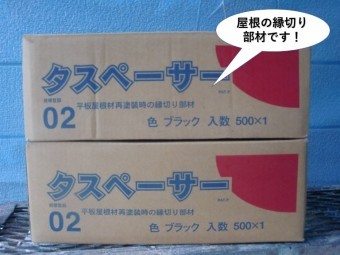 屋根の縁切り
部材です！
タスペーサー
02
平板屋根材再塗装時の縁切り部材
色 ブラック 入数 500×1
タスペーサー
02
平板屋根材再塗装時の縁切り部材
色 ブラック 入数 500×1